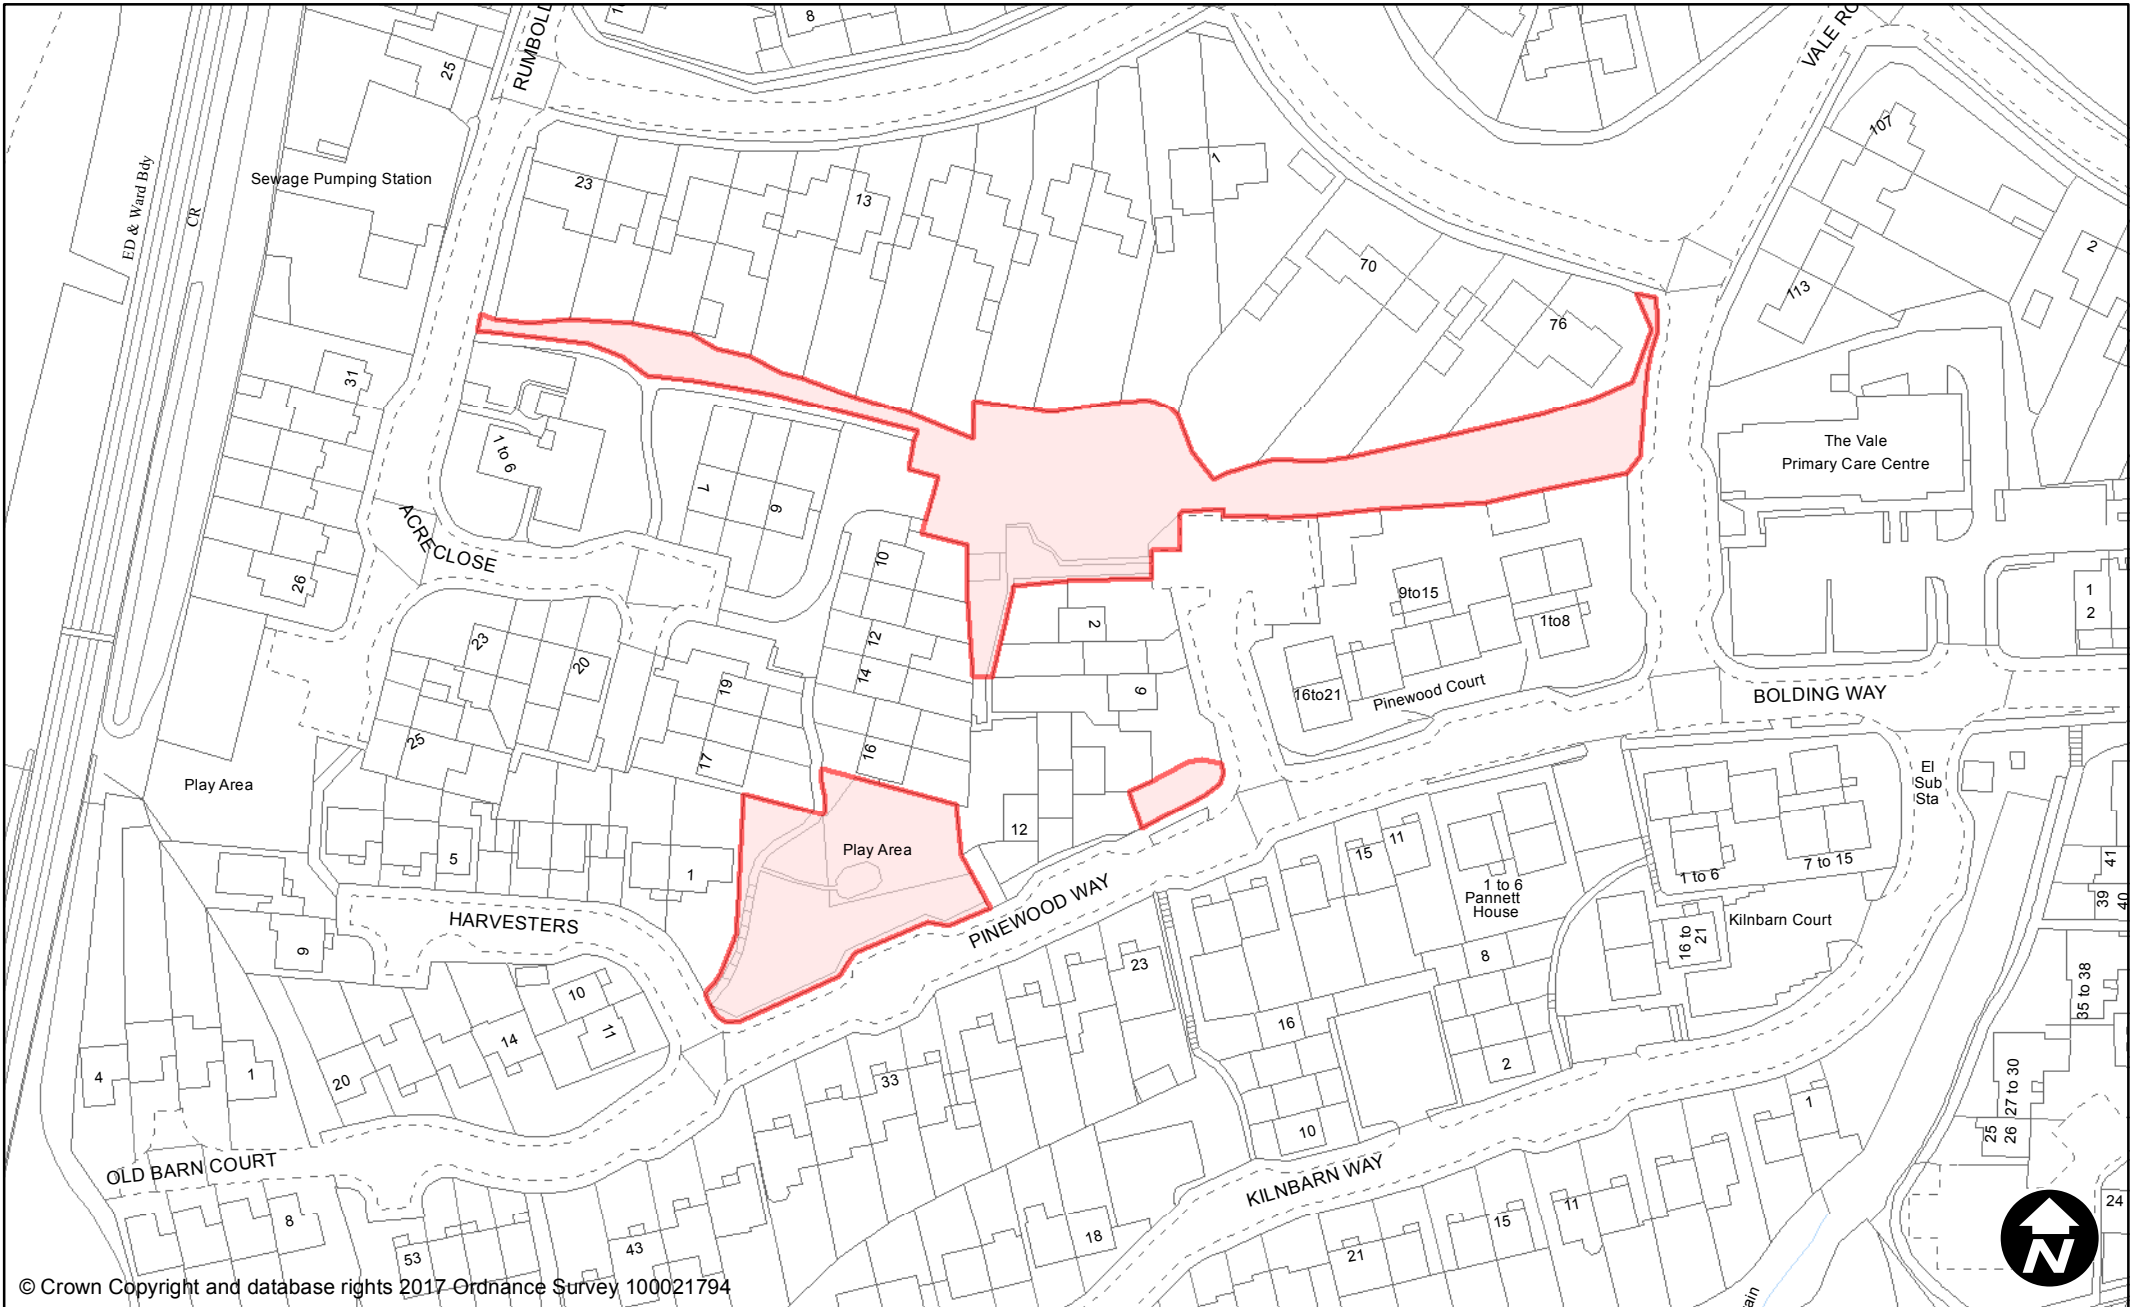 8
25
RUMBOLD
VALE RO
107
ED & Ward Bdy
CR
Sewage Pumping Station
23
13
1
70
76
113
2
31
1 to 6
7
9
The Vale
Primary Care Centre
ACRE CLOSE
10
26
9to15
1to8
1
2
23
20
12
14
2
19
16to21
Pinewood Court
6
BOLDING WAY
25
17
16
Play Area
El
Sub
Sta
12
Play Area
5
1
15
11
1 to 6
Pannett
House
1 to 6
7 to 15
41
39
40
HARVESTERS
PINEWOOD WAY
Kilnbarn Court
16 to
21
9
23
8
10
11
14
16
35 to 38
4
1
20
33
2
27 to 30
10
1
25
26
OLD BARN COURT
KILNBARN WAY
8
53
43
18
21
15
11
24
N
ain
© Crown Copyright and database rights 2017 Ordnance Survey 100021794